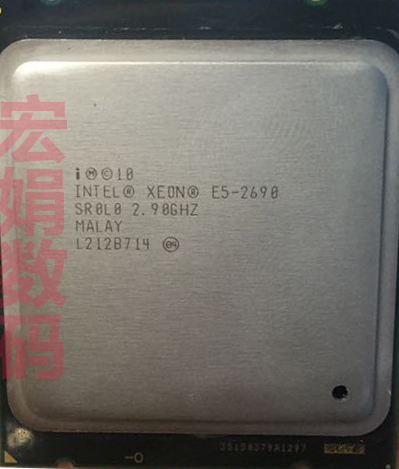 i Ⓜ©10
INTEL® XEON® E5-2690
SR0L0 2.90GHZ
MALAY
L212B714 e4
宏娟数码
-O